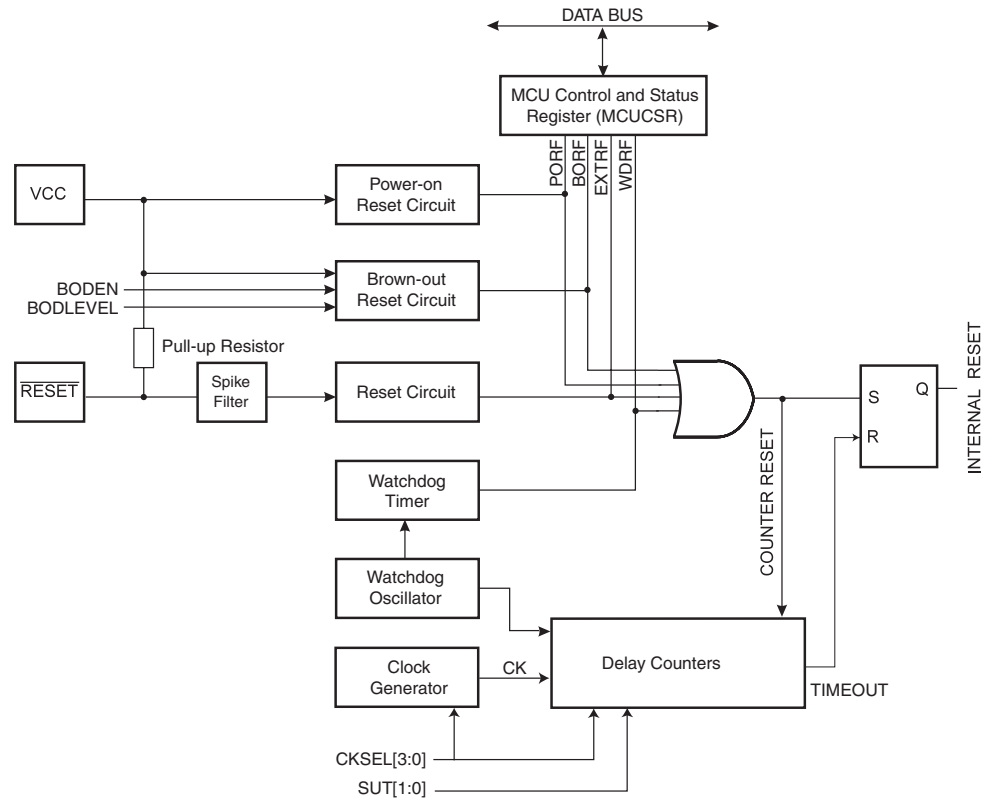 DATA BUS
MCU Control and Status
Register (MCUCSR)
PORF
BORF
EXTRF
WDRF
VCC
Power-on
Reset Circuit
BODEN
BODLEVEL
Brown-out
Reset Circuit
Pull-up Resistor
RESET
Spike
Filter
Reset Circuit
S
Q
R
INTERNAL RESET
Watchdog
Timer
COUNTER RESET
Watchdog
Oscillator
Clock
Generator
CK
Delay Counters
TIMEOUT
CKSEL[3:0]
SUT[1:0]